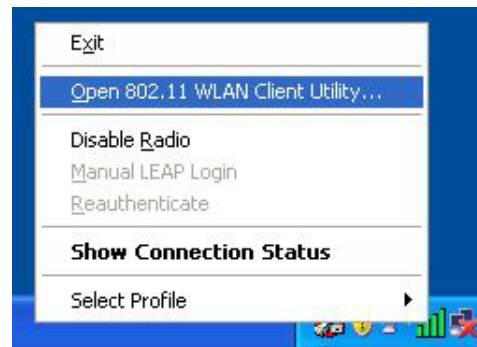 Exit
Open 802.11 WLAN Client Utility...
Disable Radio
Manual LEAP Login
Reauthenticate
Show Connection Status
Select Profile